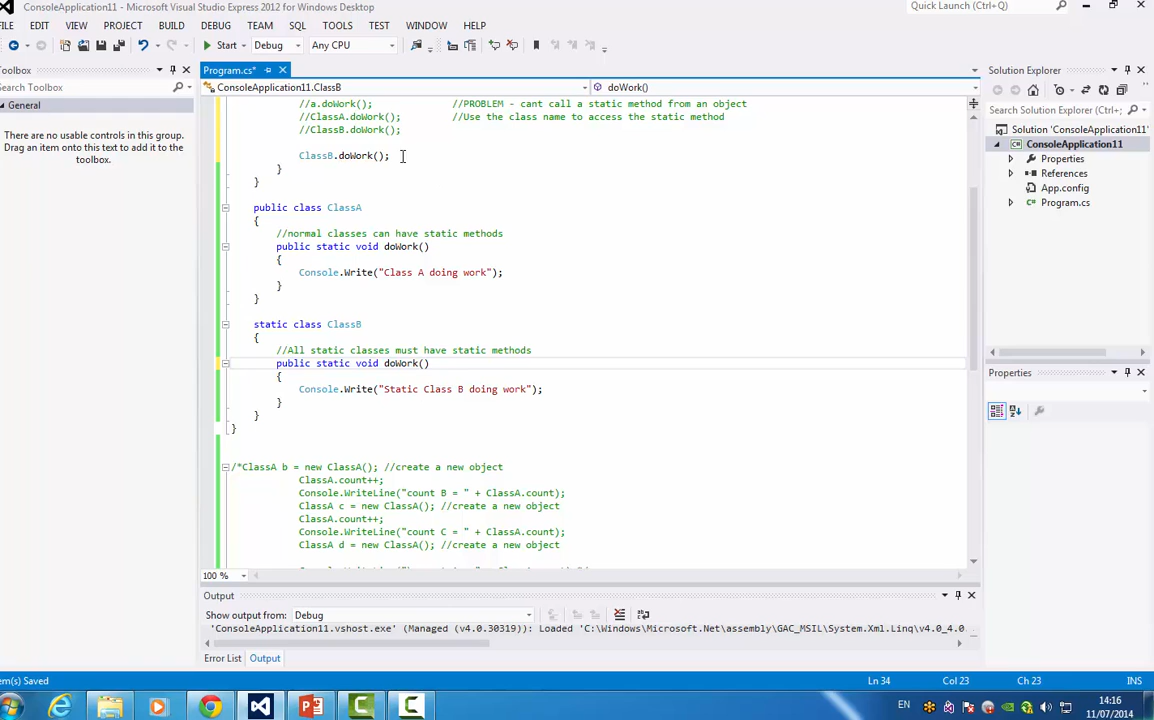 ConsoleApplication11 - Microsoft Visual Studio Express 2012 for Windows Desktop
Quick Launch (Ctrl+Q)
FILE EDIT VIEW PROJECT BUILD DEBUG TEAM SQL TOOLS TEST WINDOW HELP
Start Debug Any CPU
Toolbox
Program.cs*
Solution Explorer
Search Toolbox
ConsoleApplication11.ClassB
doWork()
General
There are no usable controls in this group.
Drag an item onto this text to add it to the
toolbox.
//a.doWork(); //PROBLEM - cant call a static method from an object
//ClassA.doWork(); //Use the class name to access the static method
//ClassB.doWork();
ClassB.doWork();
}
}
public class ClassA
{
//normal classes can have static methods
public static void doWork()
{
Console.Write("Class A doing work");
}
}
static class ClassB
{
//All static classes must have static methods
public static void doWork()
{
Console.Write("Static Class B doing work");
}
}
}
/*ClassA b = new ClassA(); //create a new object
ClassA.count++;
Console.WriteLine("count B = " + ClassA.count);
ClassA c = new ClassA(); //create a new object
ClassA.count++;
Console.WriteLine("count C = " + ClassA.count);
ClassA d = new ClassA(); //create a new object
100 %
Search Solution Explorer (Ctrl+;)
Solution 'ConsoleApplication11'
ConsoleApplication11
Properties
References
App.config
Program.cs
Properties
Output
Show output from: Debug
'ConsoleApplication11.vshost.exe' (Managed (v4.0.30319)): Loaded 'C:\Windows\Microsoft.Net\assembly\GAC_MSIL\System.Xml.Linq\v4.0_4.0.
Error List Output
em(s) Saved
Ln 34 Col 23 Ch 23 INS
EN
14:16
11/07/2014